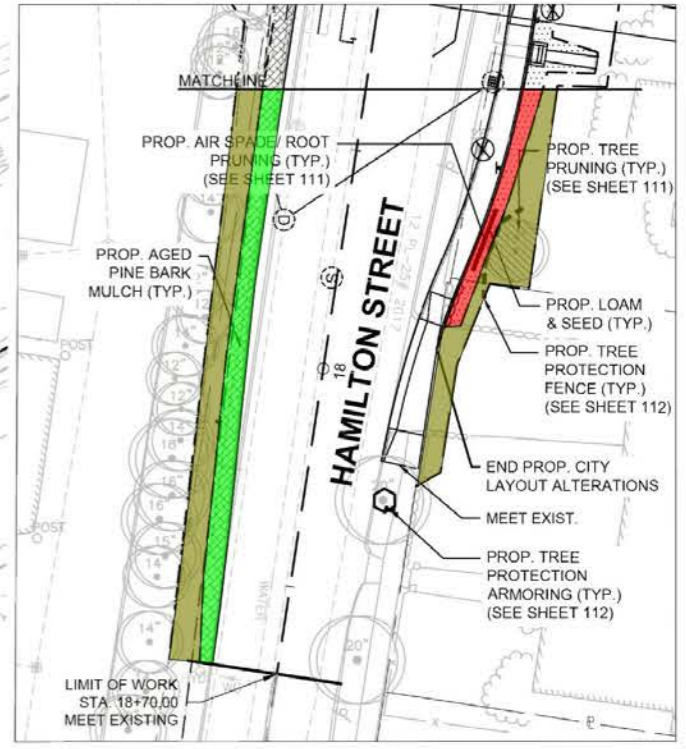 MATCHLINE
PROP. AIR SPADE/ ROOT
PRUNING (TYP.)
(SEE SHEET 111)
PROP. TREE
PRUNING (TYP.)
(SEE SHEET 111)
PROP. AGED
PINE BARK
MULCH (TYP.)
HAMILTON STREET
PROP. LOAM
& SEED (TYP.)
PROP. TREE
PROTECTION
FENCE (TYP.)
(SEE SHEET 112)
END PROP. CITY
LAYOUT ALTERATIONS
MEET EXIST.
PROP. TREE
PROTECTION
ARMORING (TYP.)
(SEE SHEET 112)
LIMIT OF WORK
STA. 18+70.00
MEET EXISTING
18
D
S
POST
POST
WATER
12"
12"
14"
14"
15"
16"
14"
20"